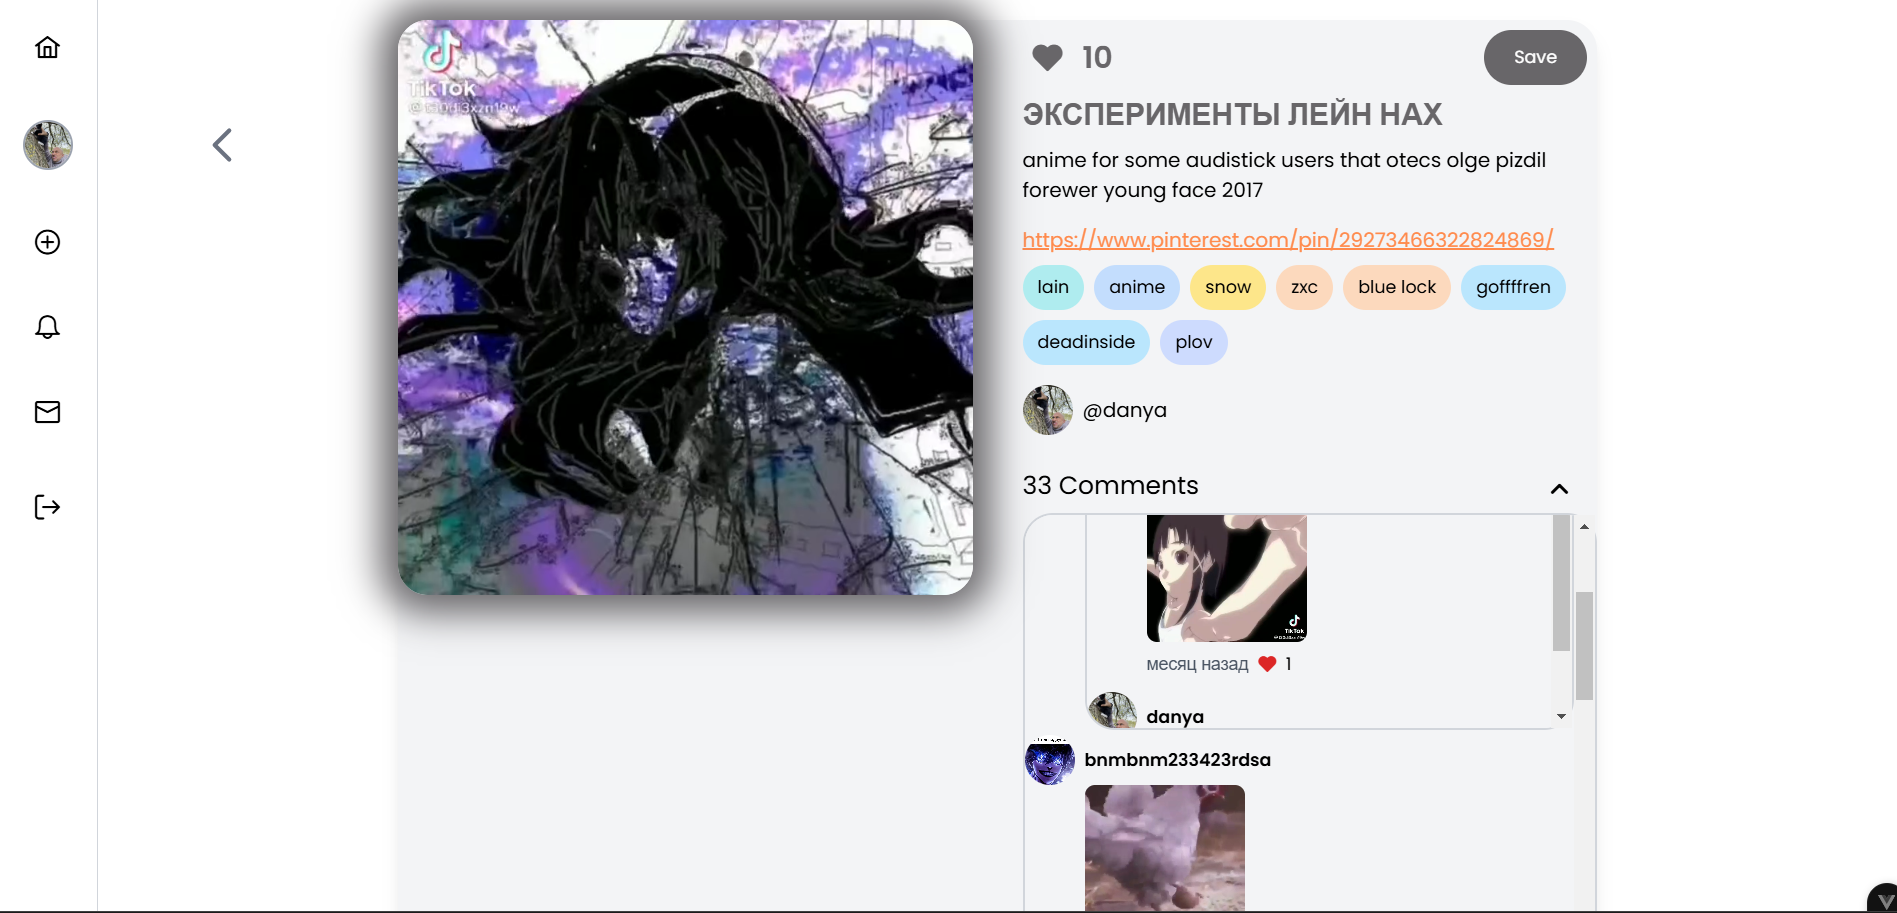 TikTok
10
Save
ЭКСПЕРИМЕНТЫ ЛЕЙН НАХ
anime for some audistick users that otecs olge pizdil
forewer young face 2017
https://www.pinterest.com/pin/29273466322824869/
lain anime snow zxc blue lock goffffren
deadinside plov
@danya
33 Comments
TikTok
месяц назад 1
danya
bnmbnm233423rdsa